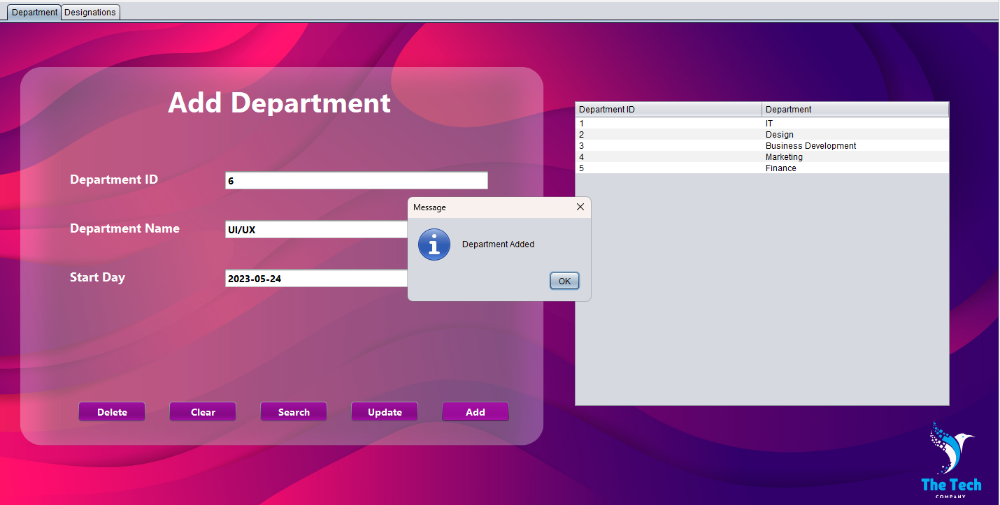 Department Designations
Add Department
Department ID Department
1 IT
2 Design
3 Business Development
4 Marketing
5 Finance
Department ID 6
Department Name UI/UX
Start Day 2023-05-24
Message
Department Added
OK
Delete Clear Search Update Add
The Tech
COMPANY